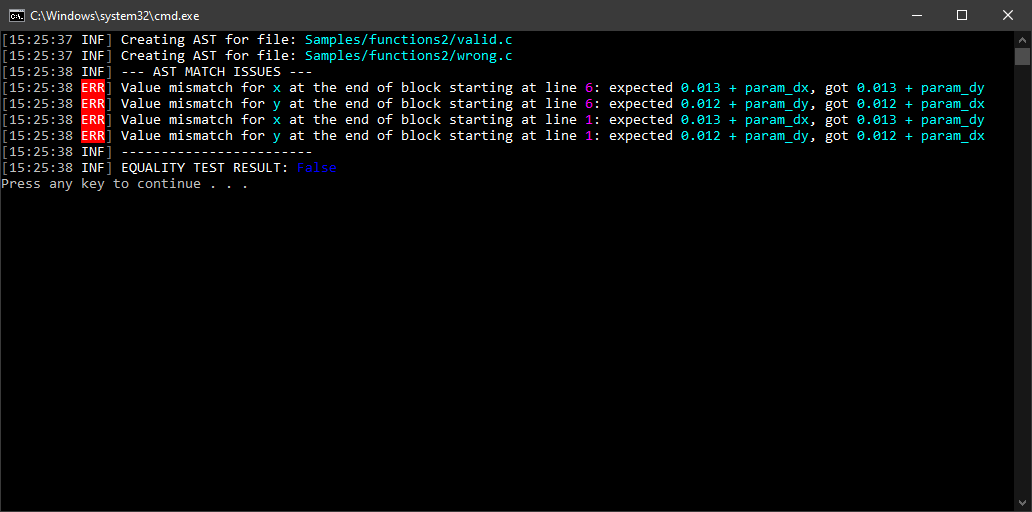 C:\Windows\system32\cmd.exe
[15:25:37 INF] Creating AST for file: Samples/functions2/valid.c
[15:25:37 INF] Creating AST for file: Samples/functions2/wrong.c
[15:25:38 INF] --- AST MATCH ISSUES ---
[15:25:38 ERR] Value mismatch for x at the end of block starting at line 6: expected 0.013 + param_dx, got 0.013 + param_dy
[15:25:38 ERR] Value mismatch for y at the end of block starting at line 6: expected 0.012 + param_dy, got 0.012 + param_dx
[15:25:38 ERR] Value mismatch for x at the end of block starting at line 1: expected 0.013 + param_dx, got 0.013 + param_dy
[15:25:38 ERR] Value mismatch for y at the end of block starting at line 1: expected 0.012 + param_dy, got 0.012 + param_dx
[15:25:38 INF] ------------------------
[15:25:38 INF] EQUALITY TEST RESULT: False
Press any key to continue . . .